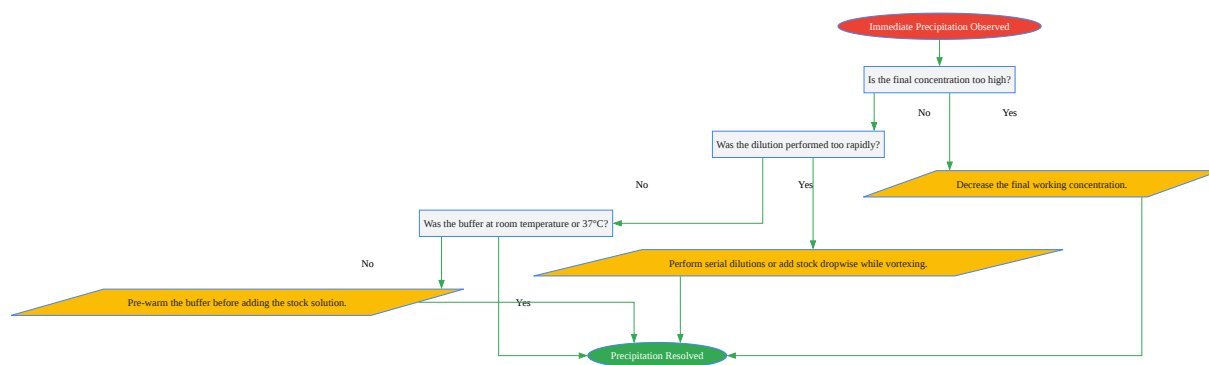 Immediate Precipitation Observed
Is the final concentration too high?
No
Yes
Was the dilution performed too rapidly?
No
Yes
Decrease the final working concentration.
Was the buffer at room temperature or 37°C?
No
Perform serial dilutions or add stock dropwise while vortexing.
Pre-warm the buffer before adding the stock solution.
Yes
Precipitation Resolved